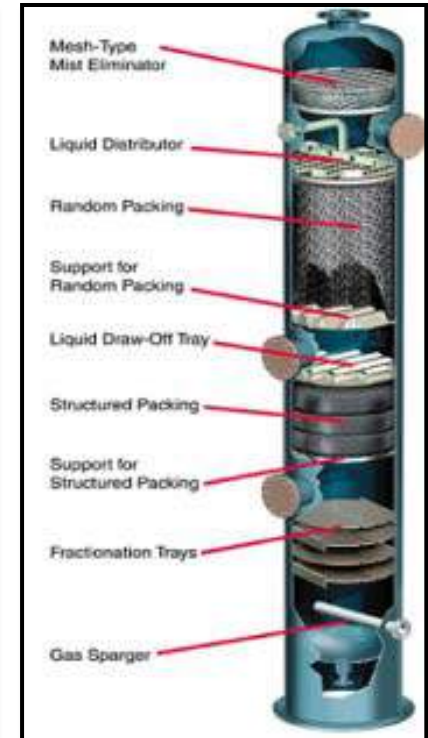 Mesh-Type
Mist Eliminator
Liquid Distributor
Random Packing
Support for
Random Packing
Liquid Draw-Off Tray
Structured Packing
Support for
Structured Packing
Fractionation Trays
Gas Sparger